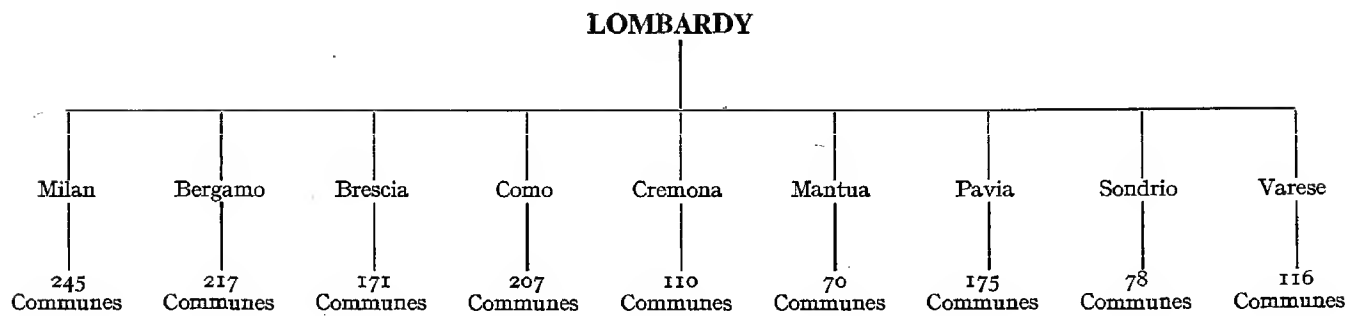 LOMBARDY
Milan Bergamo Brescia Como Cremona Mantua Pavia Sondrio Varese
245 217 171 207 110 70 175 78 116
Communes Communes Communes Communes Communes Communes Communes Communes Communes